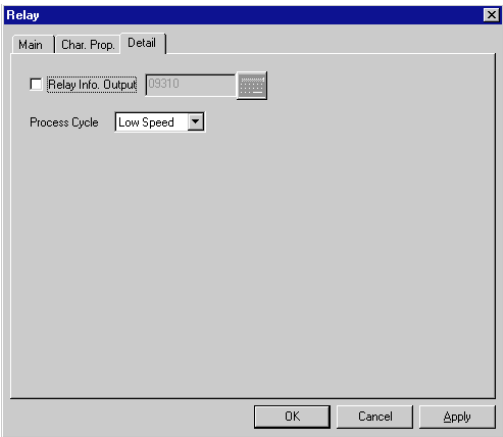 Relay
Main Char. Prop. Detail
Relay Info. Output 09310
Process Cycle Low Speed
OK Cancel Apply